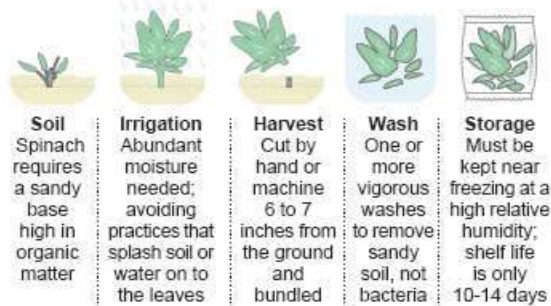 Soil
Spinach
requires
a sandy
base
high in
organic
matter
Irrigation
Abundant
moisture
needed;
avoiding
practices that
splash soil or
water on to
the leaves
Harvest
Cut by
hand or
machine
6 to 7
inches from
the ground
and
bundled
Wash
One or
more
vigorous
washes
to remove
sandy
soil, not
bacteria
Storage
Must be
kept near
freezing at a
high relative
humidity;
shelf life
is only
10-14 days